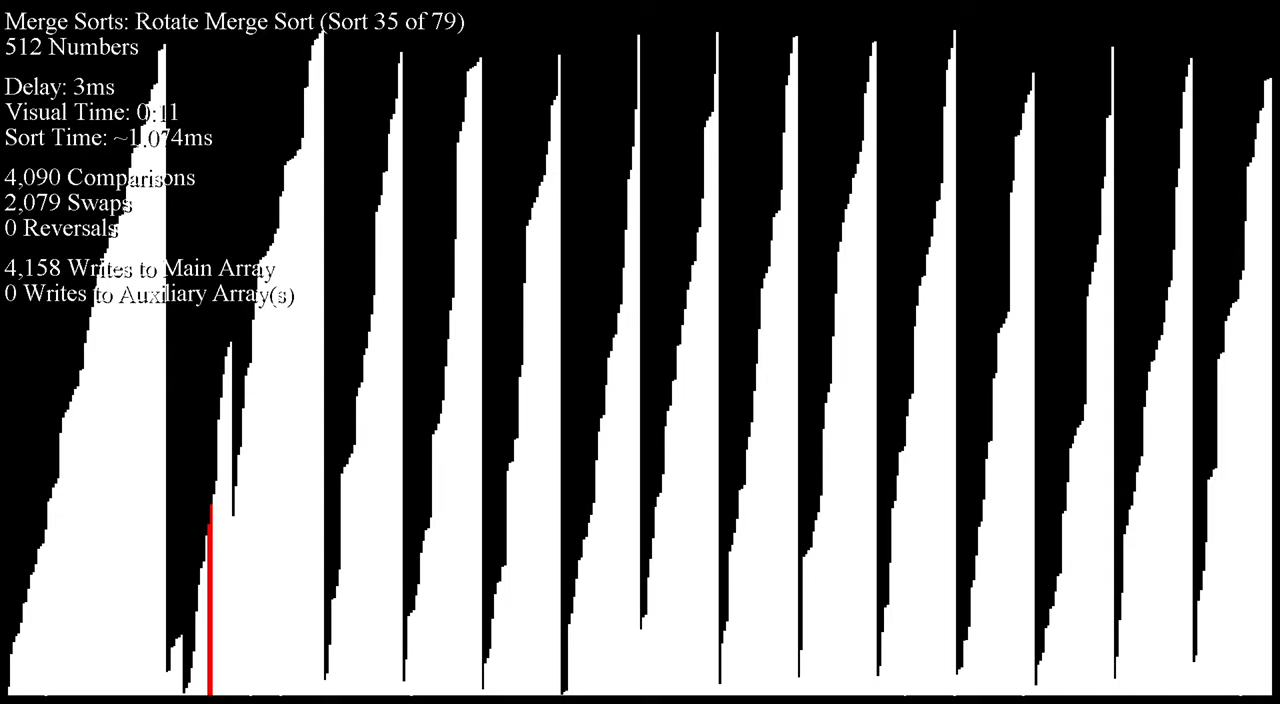 Merge Sorts: Rotate Merge Sort (Sort 35 of 79)
512 Numbers
Delay: 3ms
Visual Time: 0:11
Sort Time: ~1.074ms
4,090 Comparisons
2,079 Swaps
0 Reversals
4,158 Writes to Main Array
0 Writes to Auxiliary Array(s)